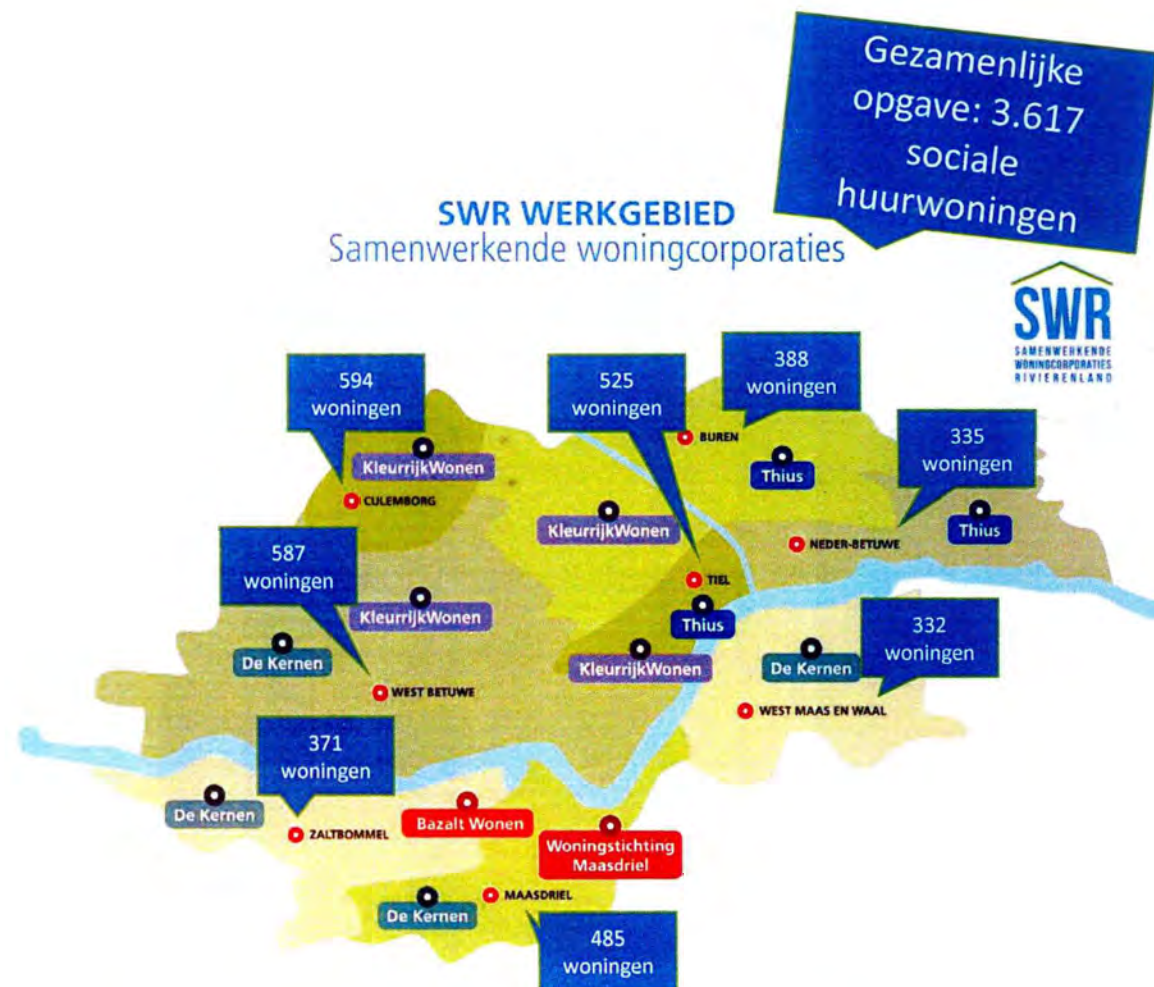 Gezamenlijke
opgave: 3.617
sociale
huurwoningen
SWR WERKGEBIED
Samenwerkende woningcorporaties
SWR
SAMENWERKENDE
WONINGCORPORATIES
RIVIERENLAND
594
woningen
525
woningen
388
woningen
335
woningen
BUREN
KleurrijkWonen
Thius
CULEMBORG
KleurrijkWonen
Thius
NEDER-BETUWE
587
woningen
TIEL
KleurrijkWonen
Thius
332
woningen
De Kernen
KleurrijkWonen
De Kernen
WEST BETUWE
WEST MAAS EN WAAL
371
woningen
De Kernen
Bazalt Wonen
ZALTBOMMEL
Woningstichting
Maasdriel
De Kernen
MAASDRIEL
485
woningen